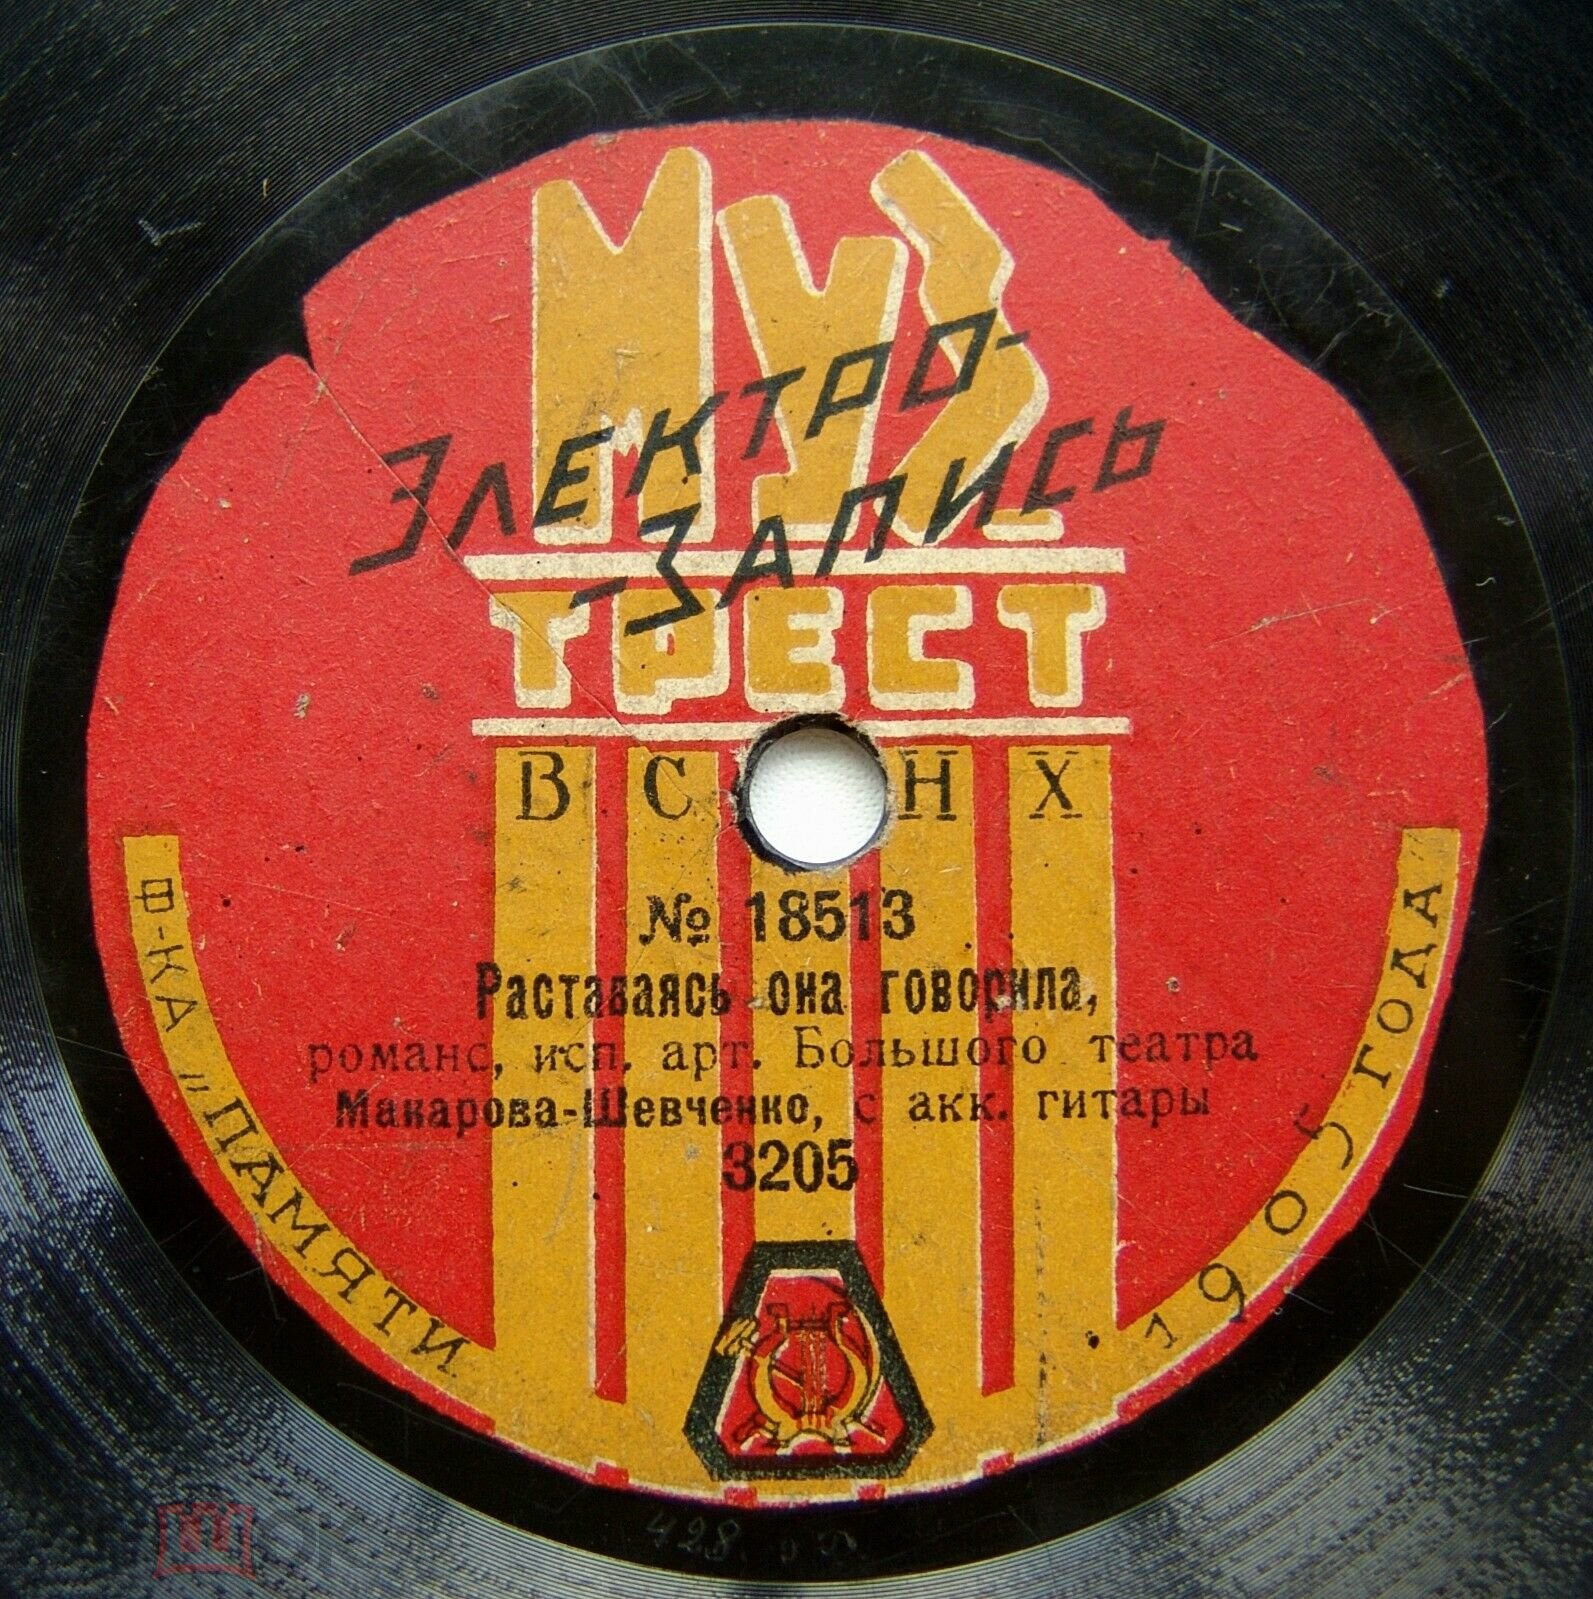 МУЗ
ЭЛЕКТРО-
-ЗАПИСЬ
ТРЕСТ
В С Н Х
№ 18513
Раставаясь она говорила,
романс, исп. арт. Большого театра
Макарова-Шевченко, с акк. гитары
3205
Ф-КА „ПАМЯТИ
1905 ГОДА"
428